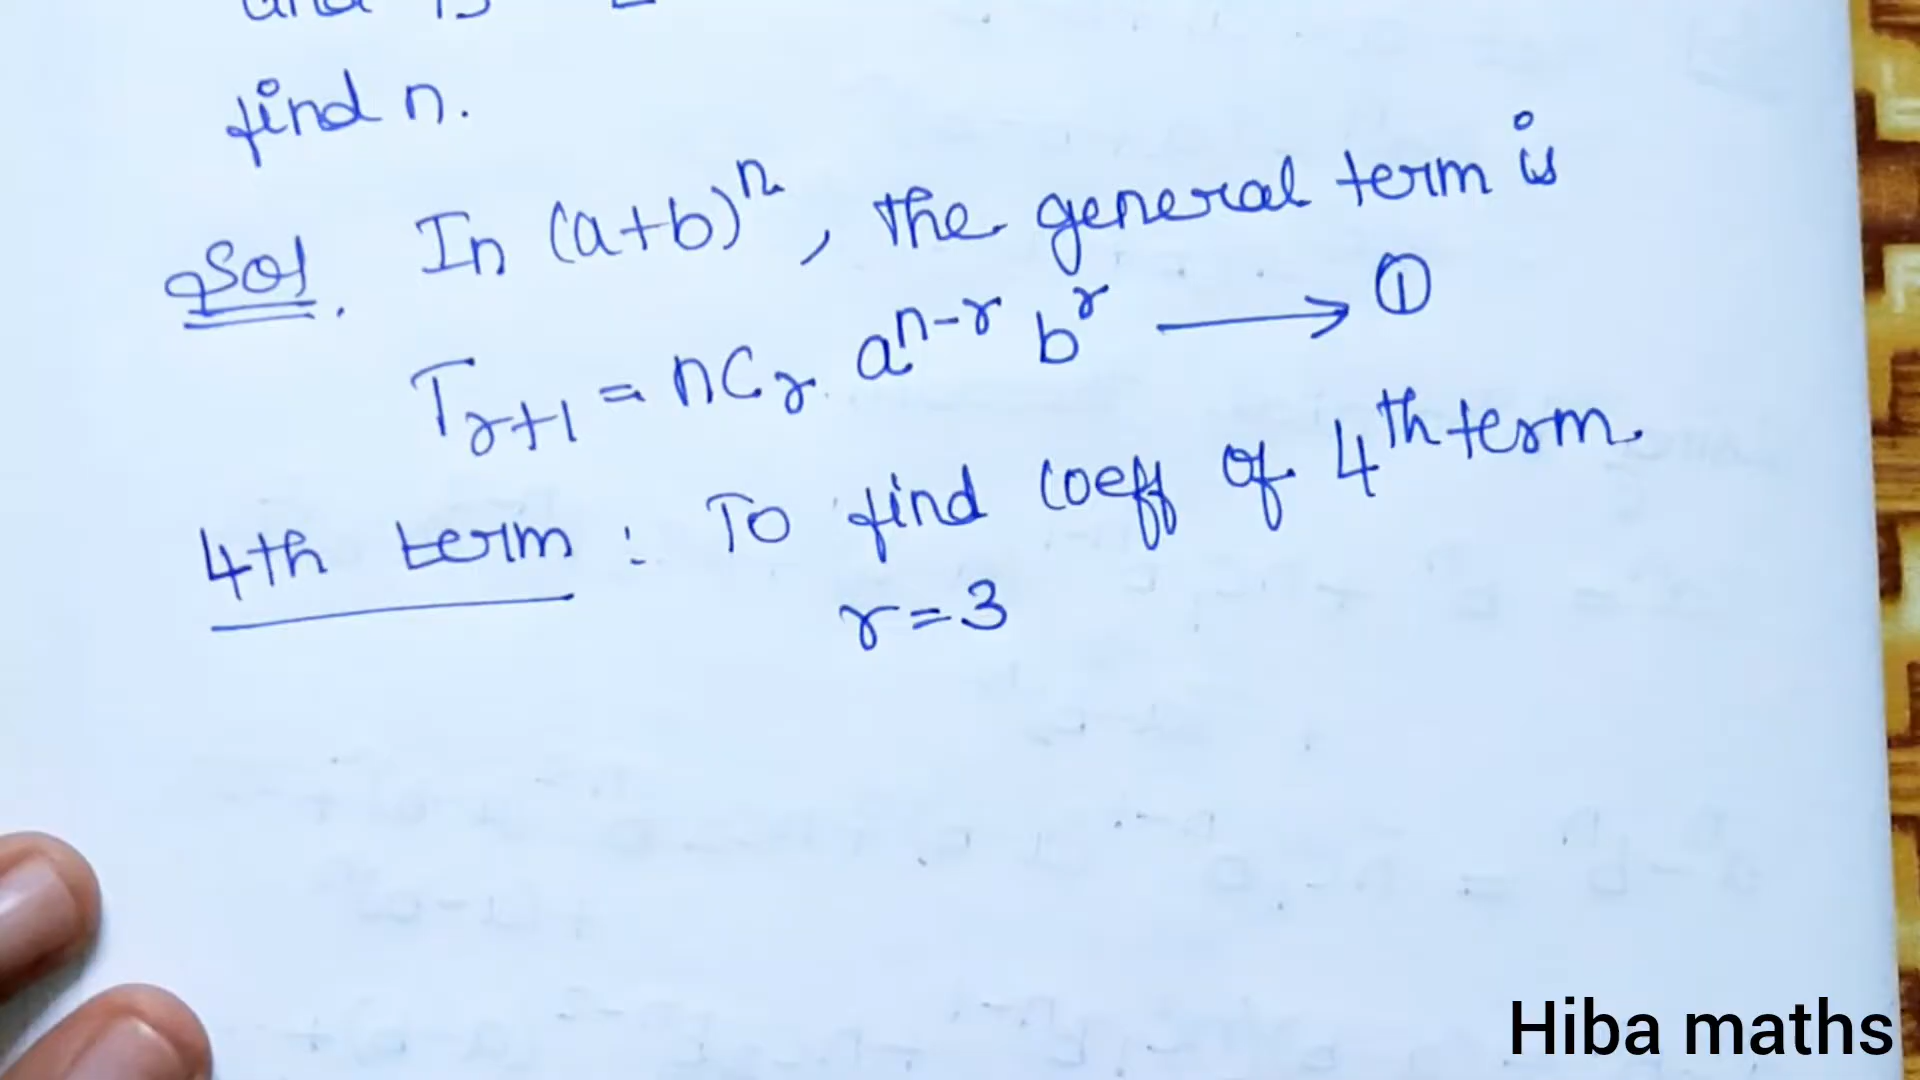 find n.
Sol. In (a+b)ⁿ, the general term is
T_{r+1} = nC_r a^{n-r} b^r ⟶ ①
4th term : To find coeff of 4th term
r = 3
Hiba maths